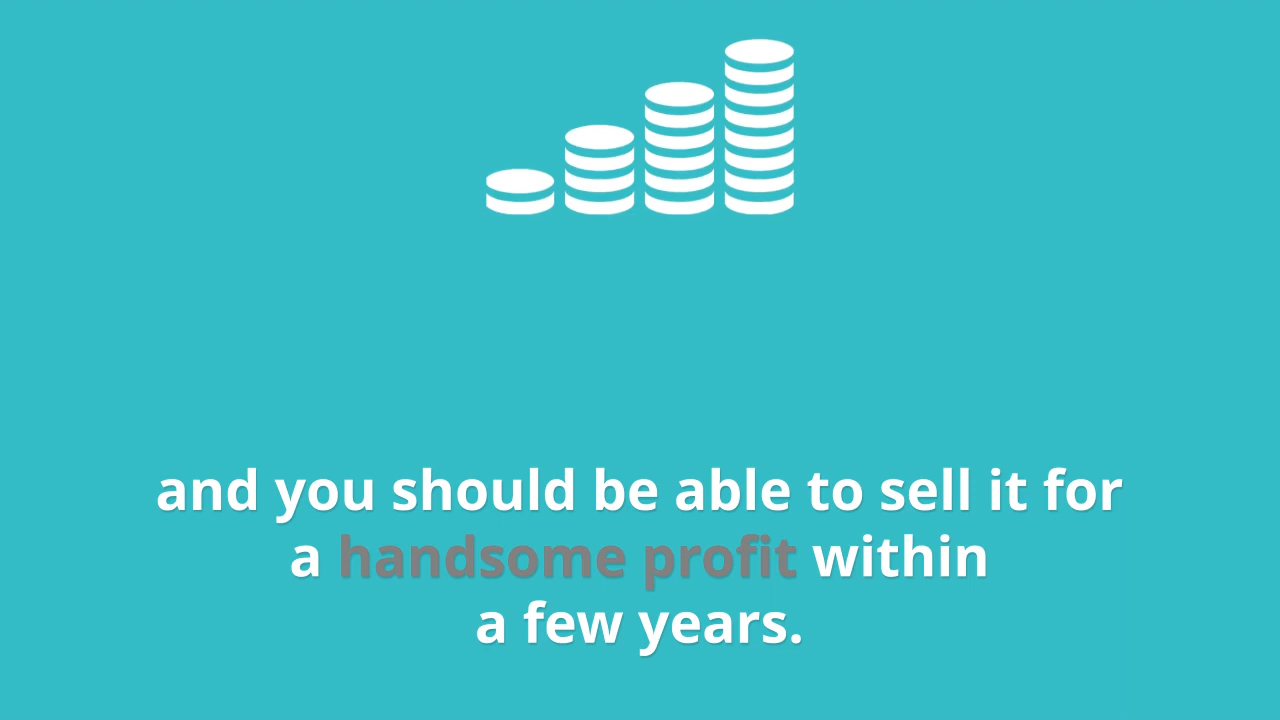 and you should be able to sell it for
a handsome profit within
a few years.